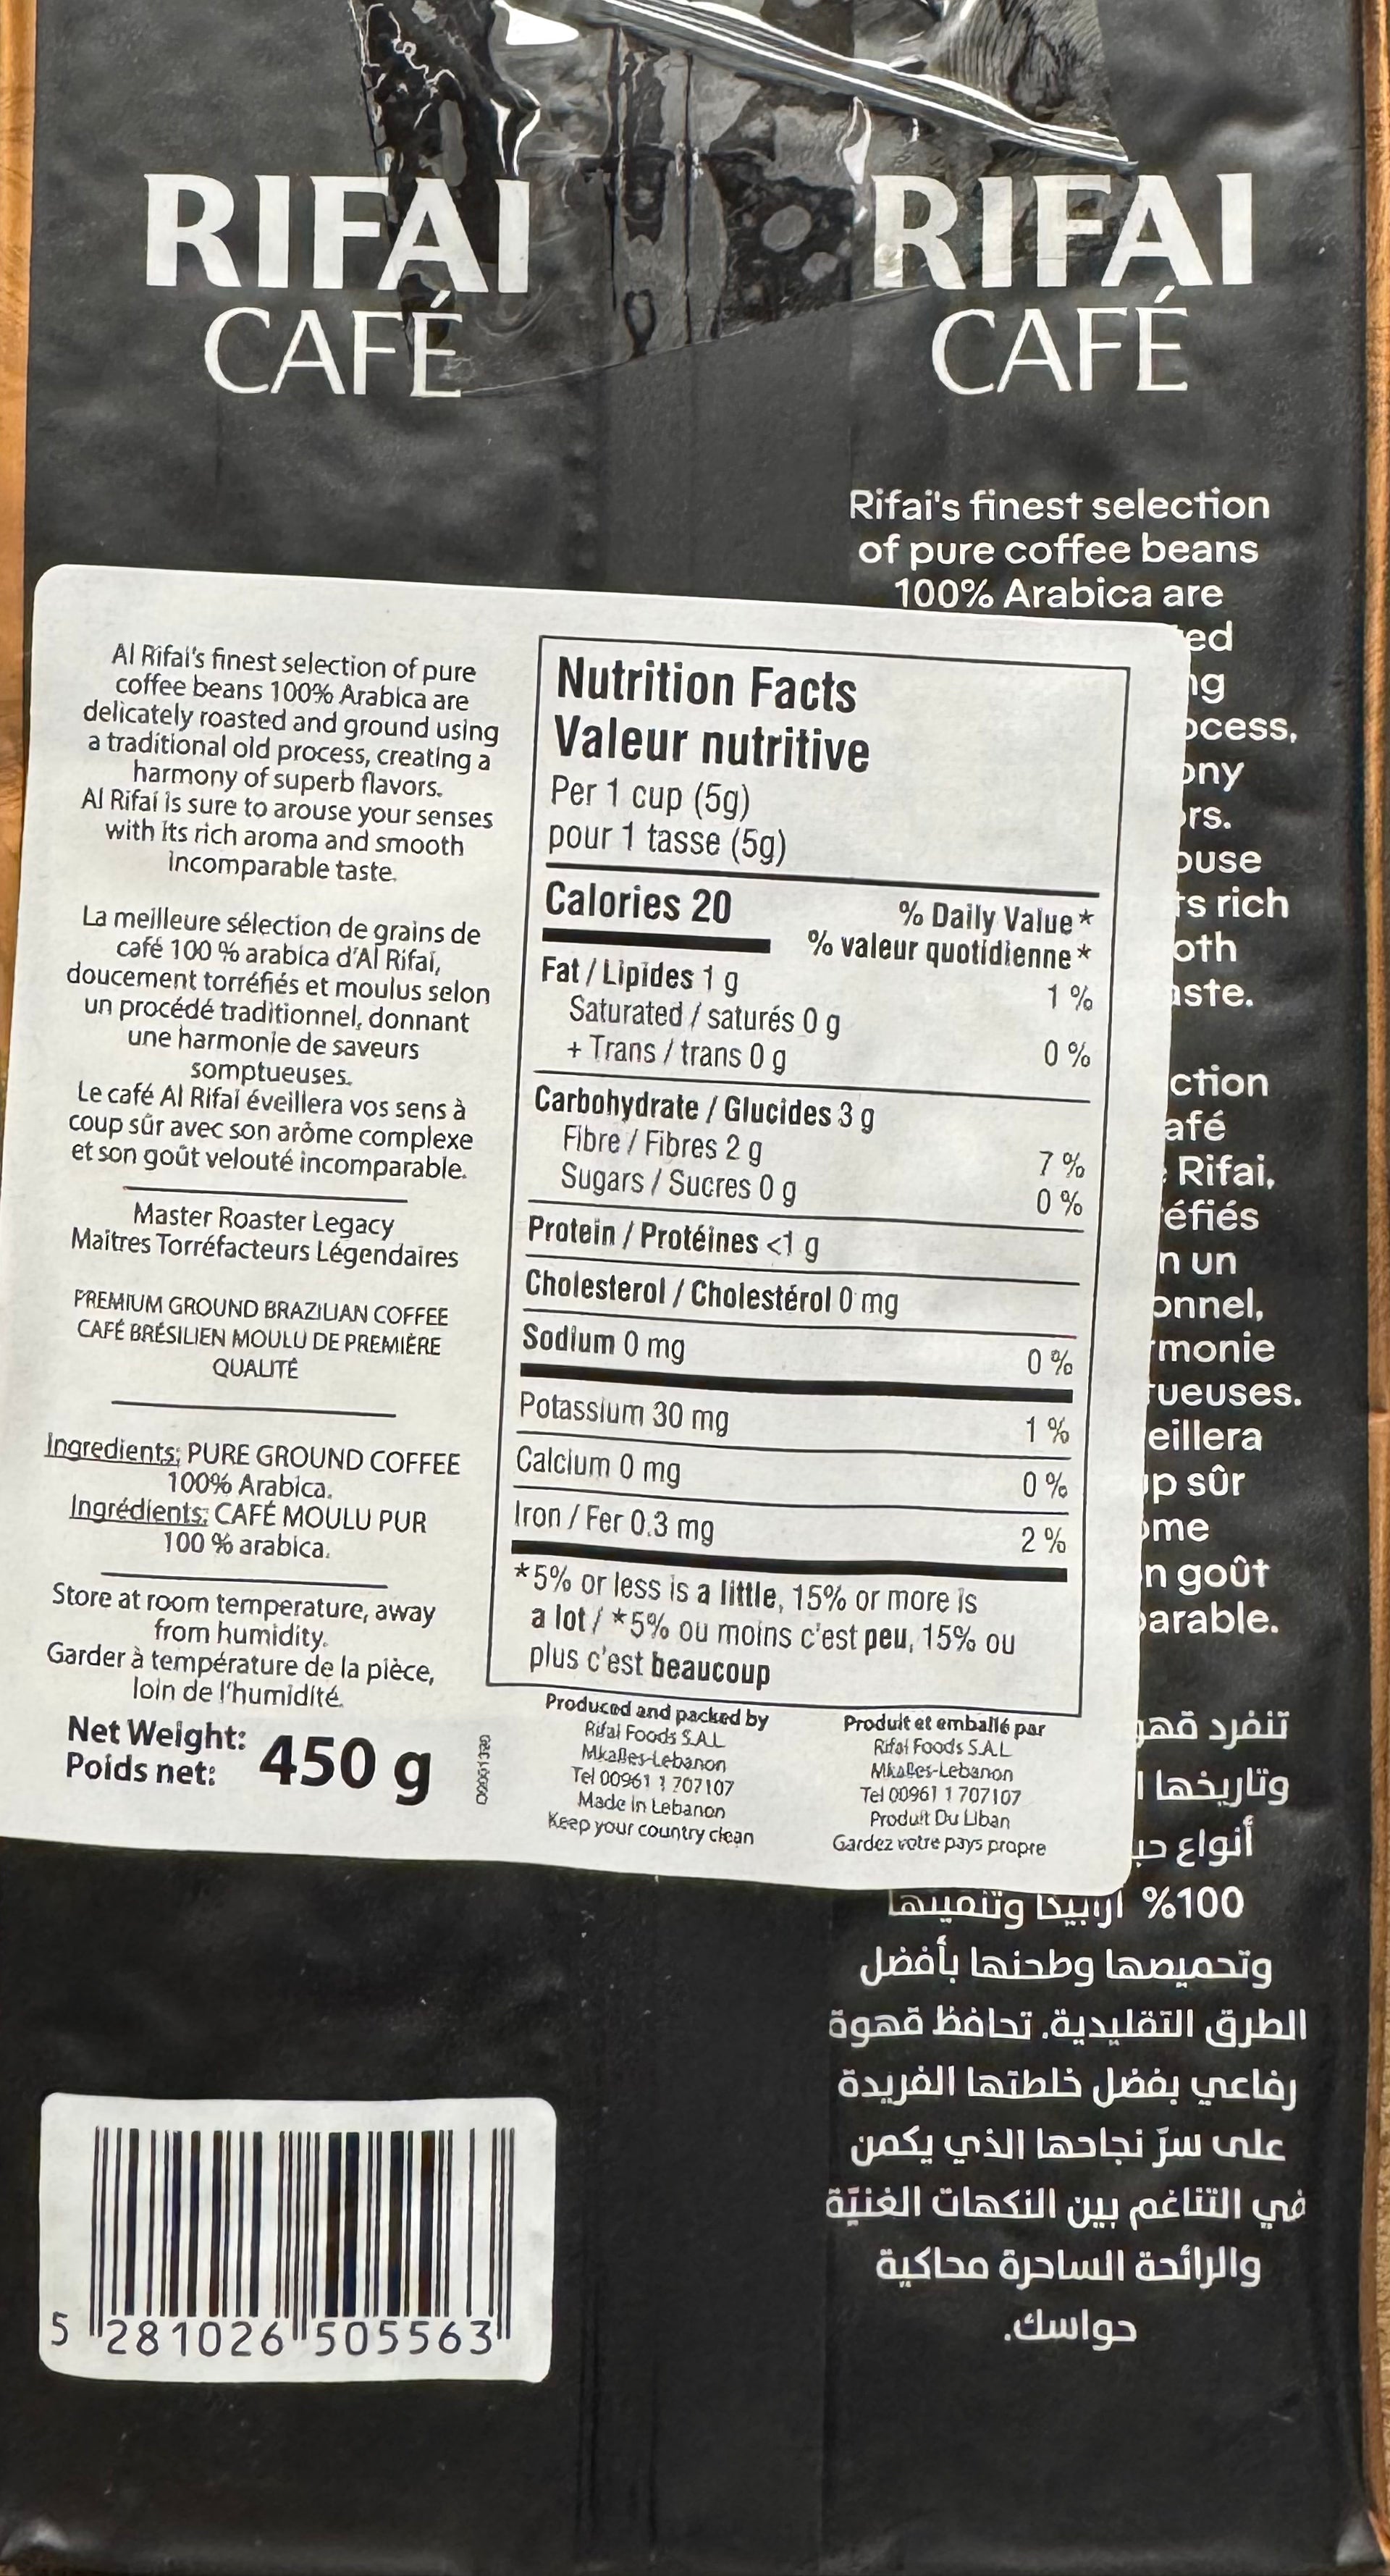 RIFAI
CAFÉ
RIFAI
CAFÉ
Rifai's finest selection
of pure coffee beans
100% Arabica are
Al Rifai's finest selection of pure
coffee beans 100% Arabica are
delicately roasted and ground using
a traditional old process, creating a
harmony of superb flavors.
Al Rifai is sure to arouse your senses
with its rich aroma and smooth
incomparable taste.
La meilleure sélection de grains de
café 100 % arabica d'Al Rifai,
doucement torréfiés et moulus selon
un procédé traditionnel, donnant
une harmonie de saveurs
somptueuses.
Le café Al Rifai éveillera vos sens à
coup sûr avec son arôme complexe
et son goût velouté incomparable.
Master Roaster Legacy
Maitres Torréfacteurs Légendaires
PREMIUM GROUND BRAZILIAN COFFEE
CAFÉ BRÉSILIEN MOULU DE PREMIÈRE
QUALITÉ
Ingredients: PURE GROUND COFFEE
100% Arabica.
Ingrédients: CAFÉ MOULU PUR
100 % arabica.
Store at room temperature, away
from humidity.
Garder à température de la pièce,
loin de l'humidité.
Net Weight:
Poids net: 450 g
Nutrition Facts
Valeur nutritive
Per 1 cup (5g)
pour 1 tasse (5g)
Calories 20
% Daily Value*
% valeur quotidienne*
Fat / Lipides 1 g 1 %
Saturated / saturés 0 g
+ Trans / trans 0 g 0 %
Carbohydrate / Glucides 3 g
Fibre / Fibres 2 g 7 %
Sugars / Sucres 0 g 0 %
Protein / Protéines <1 g
Cholesterol / Cholestérol 0 mg
Sodium 0 mg 0 %
Potassium 30 mg 1 %
Calcium 0 mg 0 %
Iron / Fer 0.3 mg 2 %
*5% or less is a little, 15% or more is
a lot / *5% ou moins c'est peu, 15% ou
plus c'est beaucoup
Produced and packed by
Rifai Foods S.A.L
Mkalles-Lebanon
Tel 00961 1 707107
Made in Lebanon
Keep your country clean
Produit et emballé par
Rifai Foods S.A.L
Mkalles-Lebanon
Tel 00961 1 707107
Produit Du Liban
Gardez votre pays propre
ed
ng
ocess,
ony
rs.
ouse
ts rich
oth
aste.
ction
afé
Rifai,
éfiés
n un
onnel,
rmonie
tueuses.
eillera
up sûr
ome
n goût
parable.
تنفرد قهو
وتاريخها ا
أنواع حب
100% ارابيكا وتنقيتها
وتحميصها وطحنها بأفضل
الطرق التقليدية. تحافظ قهوة
رفاعي بفضل خلطتها الفريدة
على سرّ نجاحها الذي يكمن
في التناغم بين النكهات الغنيّة
والرائحة الساحرة محاكية
حواسك.
5 281026 505563